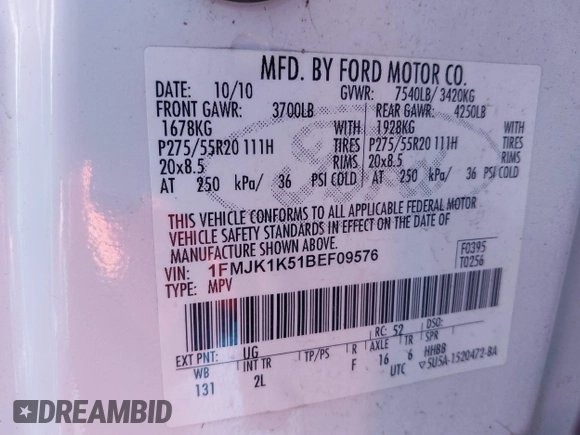 MFD. BY FORD MOTOR CO.
DATE: 10/10 GVWR: 7540LB/ 3420KG
FRONT GAWR: 3700LB REAR GAWR: 4250LB
1678KG WITH 1928KG WITH
P275/55R20 111H TIRES P275/55R20 111H TIRES
20x8.5 RIMS 20x8.5 RIMS
AT 250 kPa/ 36 PSI COLD AT 250 kPa/ 36 PSI COLD
THIS VEHICLE CONFORMS TO ALL APPLICABLE FEDERAL MOTOR
VEHICLE SAFETY STANDARDS IN EFFECT ON THE DATE OF
MANUFACTURE SHOWN ABOVE.
VIN: 1FMJK1K51BEF09576 F0395
TYPE: MPV T0256
EXT PNT: UG RC: 52 DSO:
WB INT TR TP/PS R AXLE TR SPR
131 2L F 16 6 HHBB
UTC ▽5U5A-1520472-BA
DREAMBID